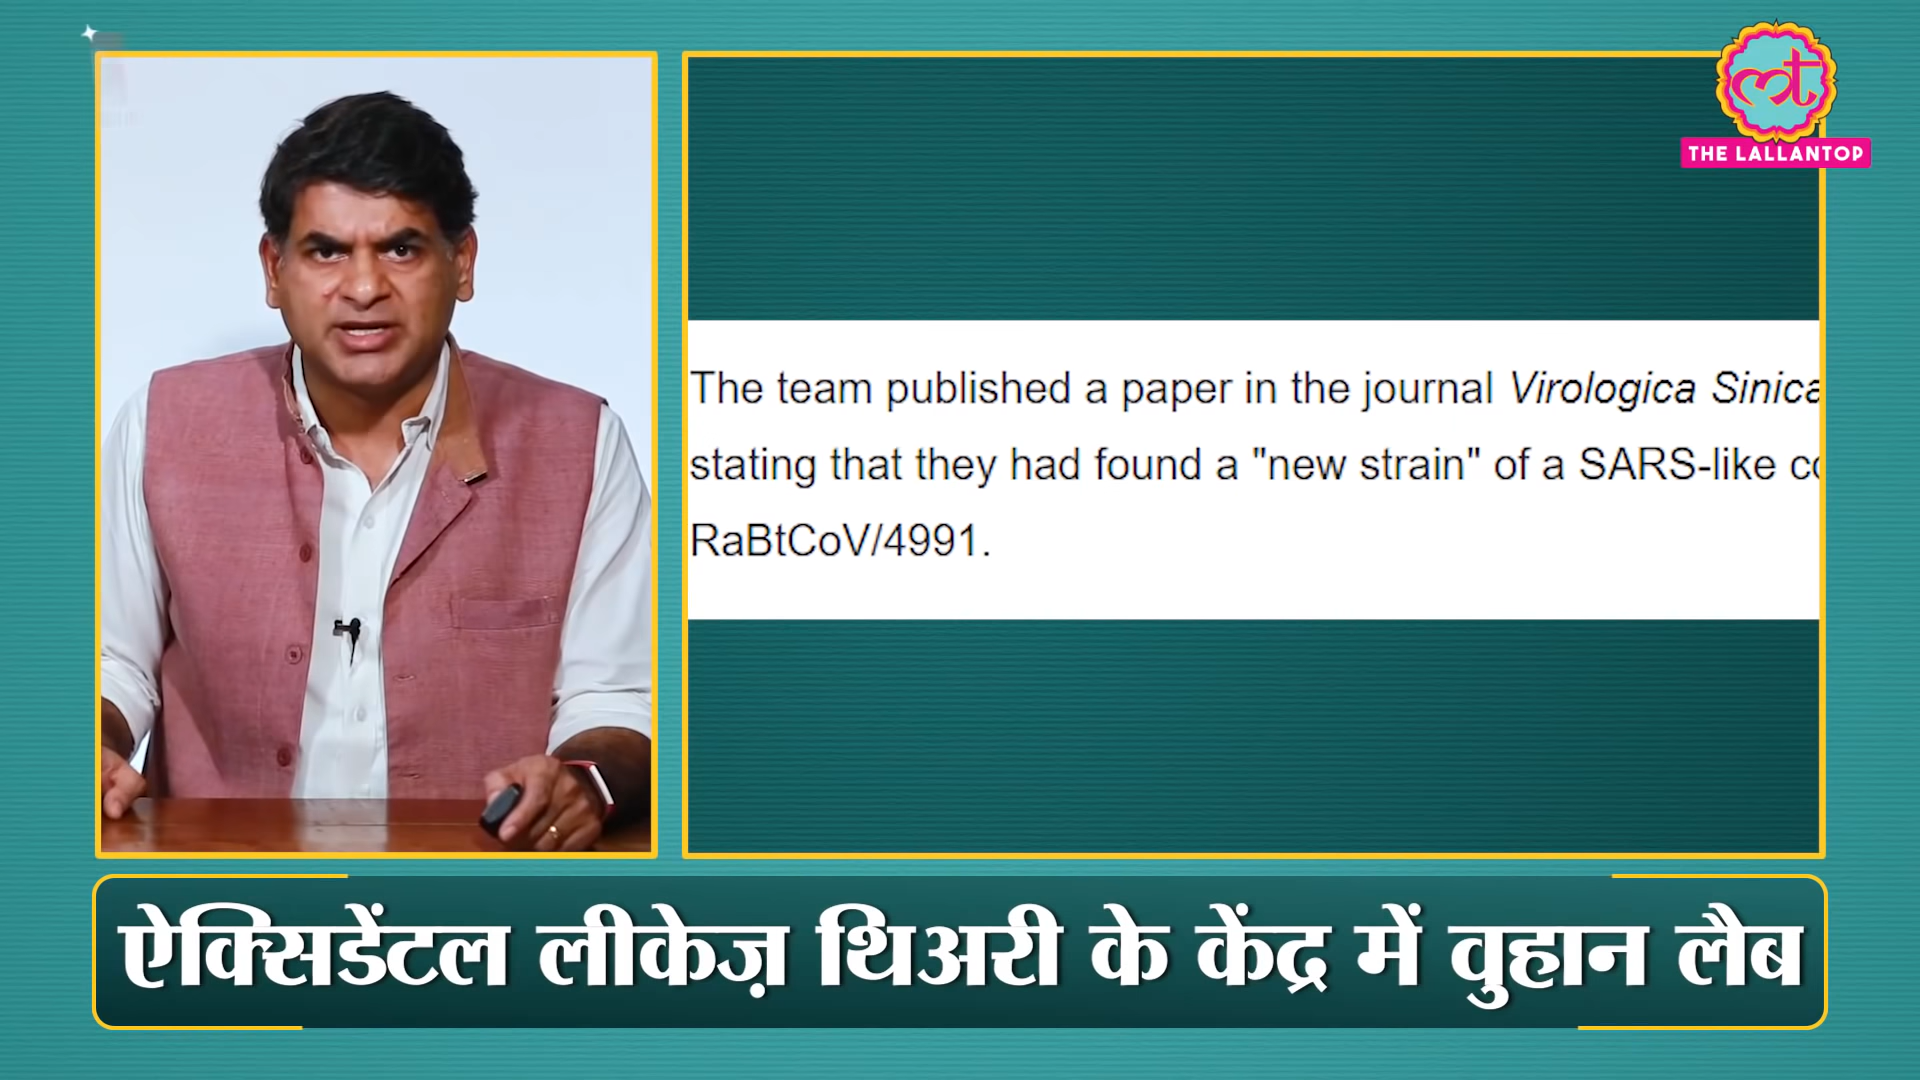 THE LALLANTOP
The team published a paper in the journal Virologica Sinica
stating that they had found a "new strain" of a SARS-like
RaBtCoV/4991.
ऐक्सिडेंटल लीकेज़ थिअरी के केंद्र में वुहान लैब